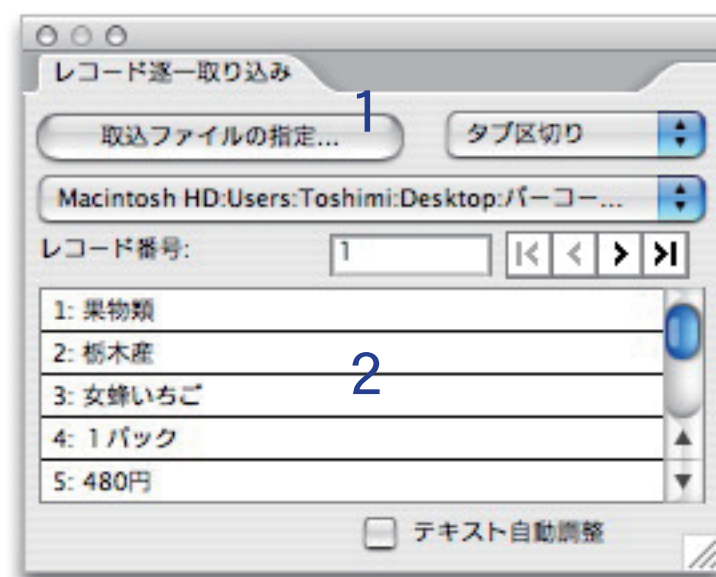 レコード逐一取り込み
1
取込ファイルの指定... タブ区切り
Macintosh HD:Users:Toshimi:Desktop:バーコー...
レコード番号: 1
1: 果物類
2: 栃木産
2
3: 女蜂いちご
4: 1パック
5: 480円
テキスト自動調整